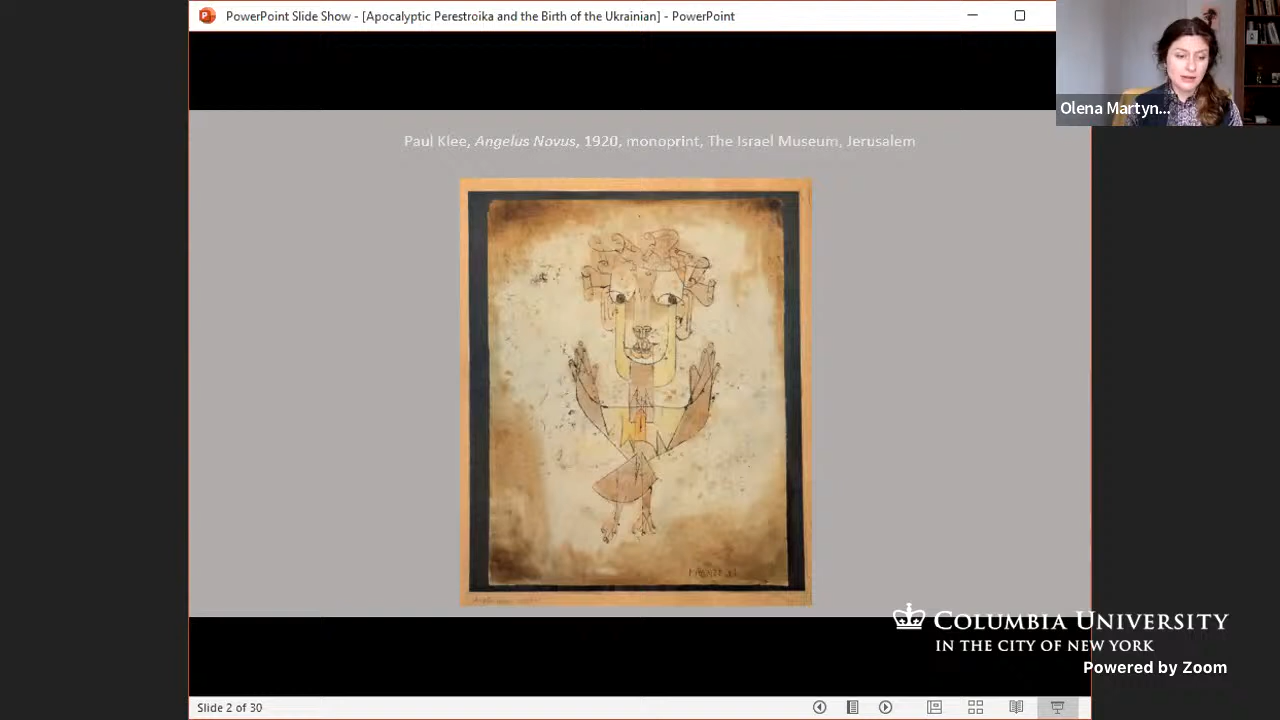 PowerPoint Slide Show - [Apocalyptic Perestroika and the Birth of the Ukrainian] - PowerPoint
Olena Martyn...
Paul Klee, Angelus Novus, 1920, monoprint, The Israel Museum, Jerusalem
COLUMBIA UNIVERSITY
IN THE CITY OF NEW YORK
Powered by Zoom
Slide 2 of 30